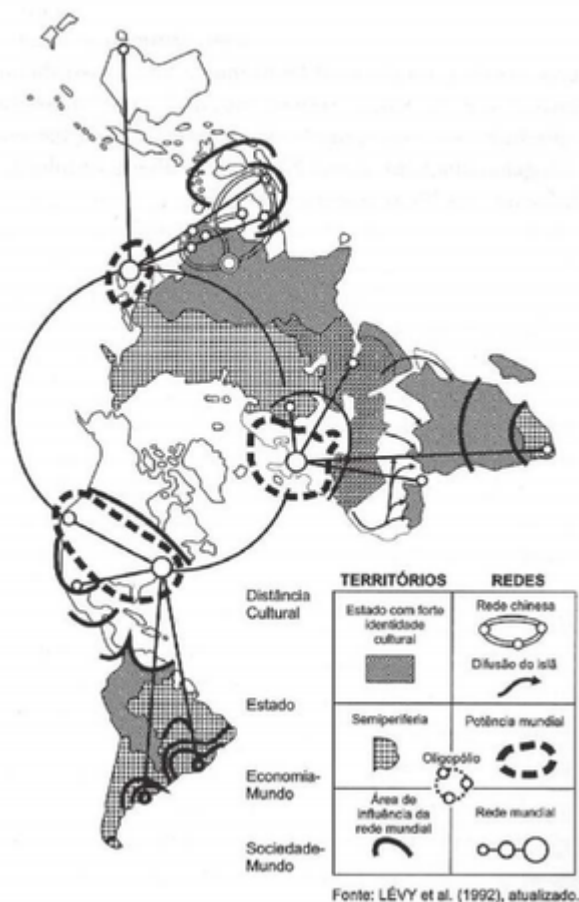 TERRITÓRIOS
REDES
Distância
Cultural
Estado com forte
identidade
cultural
Rede chinesa
Difusão do islã
Estado
Semiperiferia
Potência mundial
Oligopólio
Economia-
Mundo
Área de
influência da
rede mundial
Rede mundial
Sociedade-
Mundo
Fonte: LÉVY et al. (1992), atualizado.